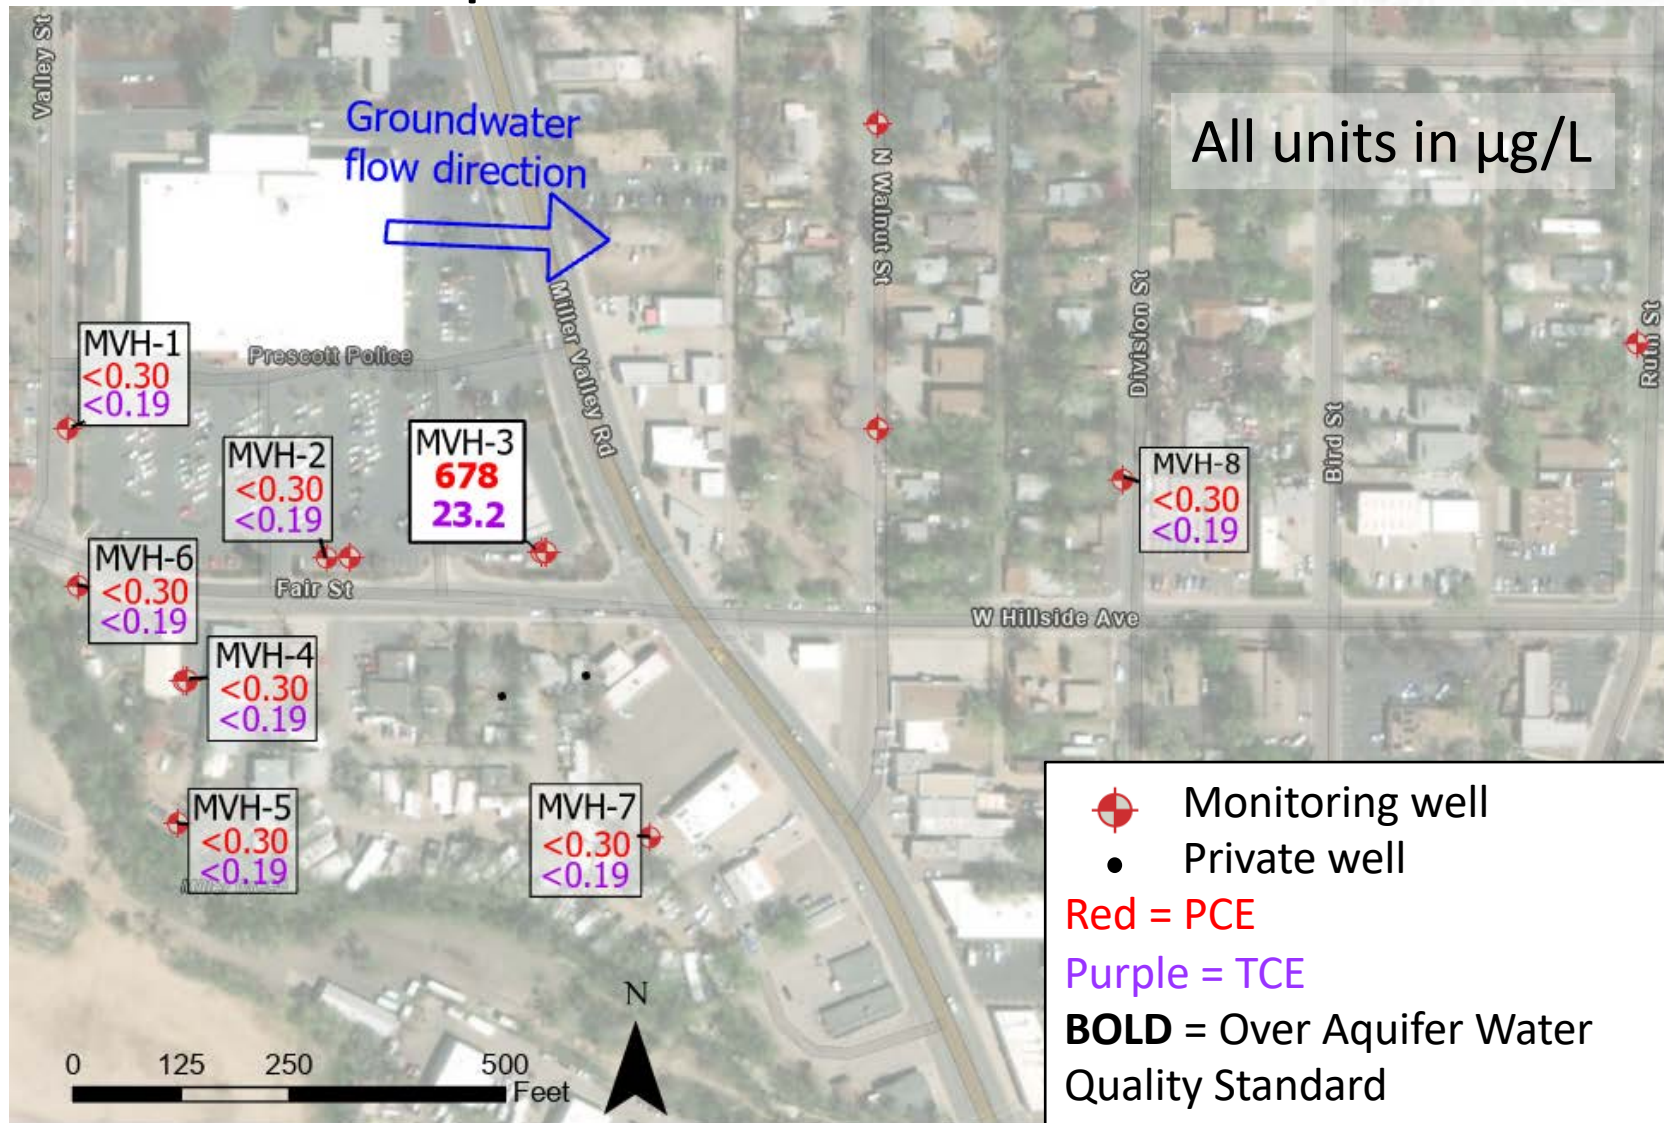 Valley St
Groundwater
flow direction
All units in µg/L
N Walnut St
Miller Valley Rd
Division St
Bird St
Ruth St
Prescott Police
MVH-1
<0.30
<0.19
MVH-2
<0.30
<0.19
MVH-3
678
23.2
MVH-8
<0.30
<0.19
MVH-6
<0.30
<0.19
Fair St
W Hillside Ave
MVH-4
<0.30
<0.19
MVH-5
<0.30
<0.19
MVH-7
<0.30
<0.19
N
0 125 250 500
Feet
Monitoring well
Private well
Red = PCE
Purple = TCE
BOLD = Over Aquifer Water
Quality Standard